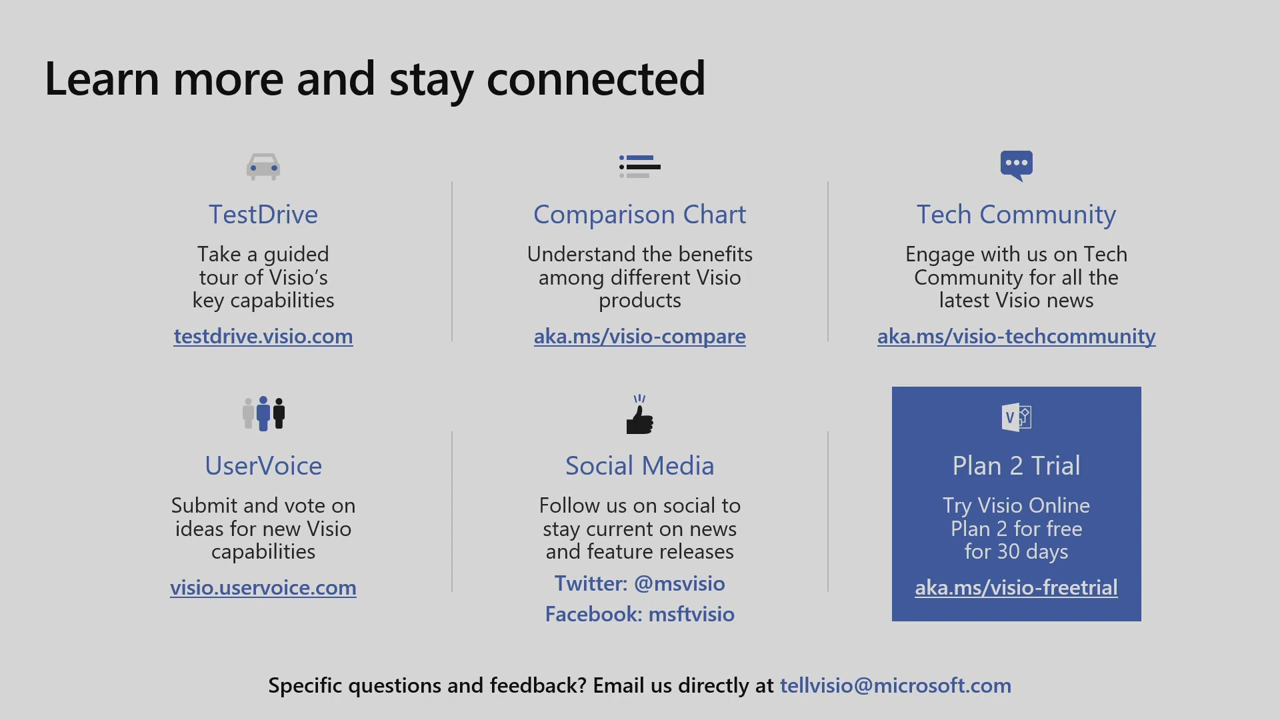 Learn more and stay connected
TestDrive
Take a guided
tour of Visio's
key capabilities
testdrive.visio.com
Comparison Chart
Understand the benefits
among different Visio
products
aka.ms/visio-compare
Tech Community
Engage with us on Tech
Community for all the
latest Visio news
aka.ms/visio-techcommunity
UserVoice
Submit and vote on
ideas for new Visio
capabilities
visio.uservoice.com
Social Media
Follow us on social to
stay current on news
and feature releases
Twitter: @msvisio
Facebook: msftvisio
V
Plan 2 Trial
Try Visio Online
Plan 2 for free
for 30 days
aka.ms/visio-freetrial
Specific questions and feedback? Email us directly at tellvisio@microsoft.com